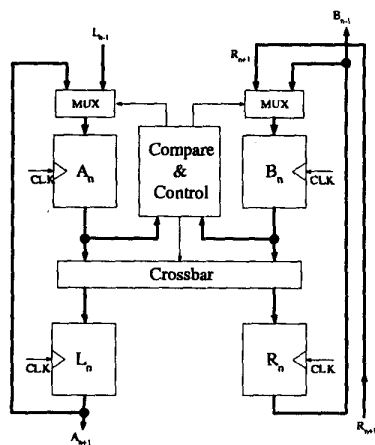 B_{n-1}
L_{n-1}
R_{n+1}
MUX
MUX
A_n
Compare
&
Control
B_n
CLK
CLK
Crossbar
L_n
R_n
CLK
CLK
A_{n+1}
R_{n+1}